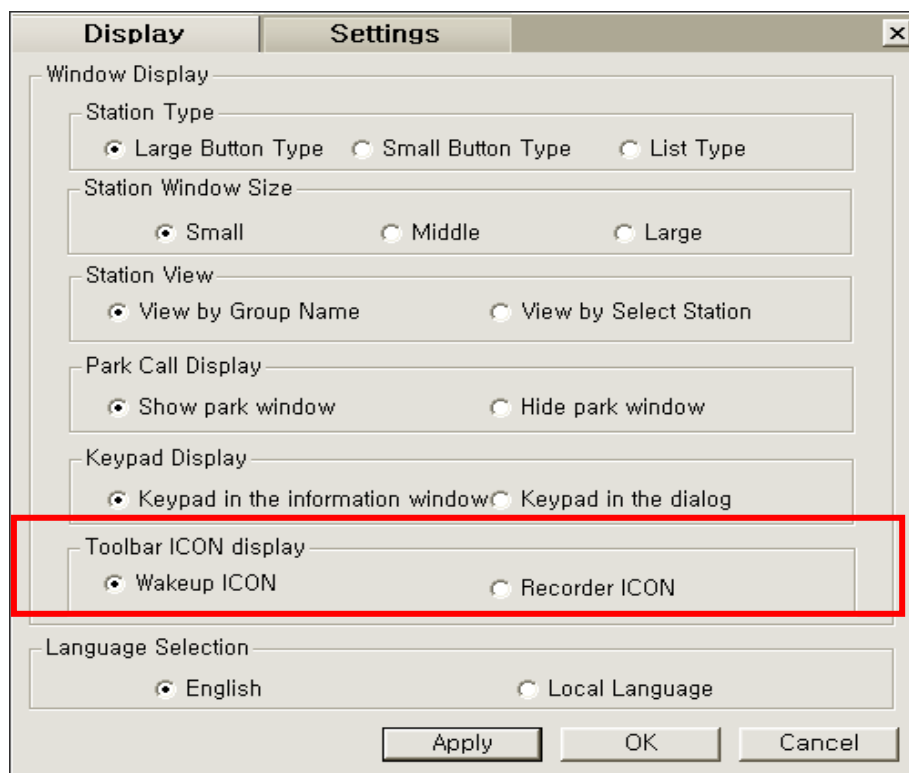 Display Settings
Window Display
Station Type
Large Button Type Small Button Type List Type
Station Window Size
Small Middle Large
Station View
View by Group Name View by Select Station
Park Call Display
Show park window Hide park window
Keypad Display
Keypad in the information window Keypad in the dialog
Toolbar ICON display
Wakeup ICON Recorder ICON
Language Selection
English Local Language
Apply OK Cancel